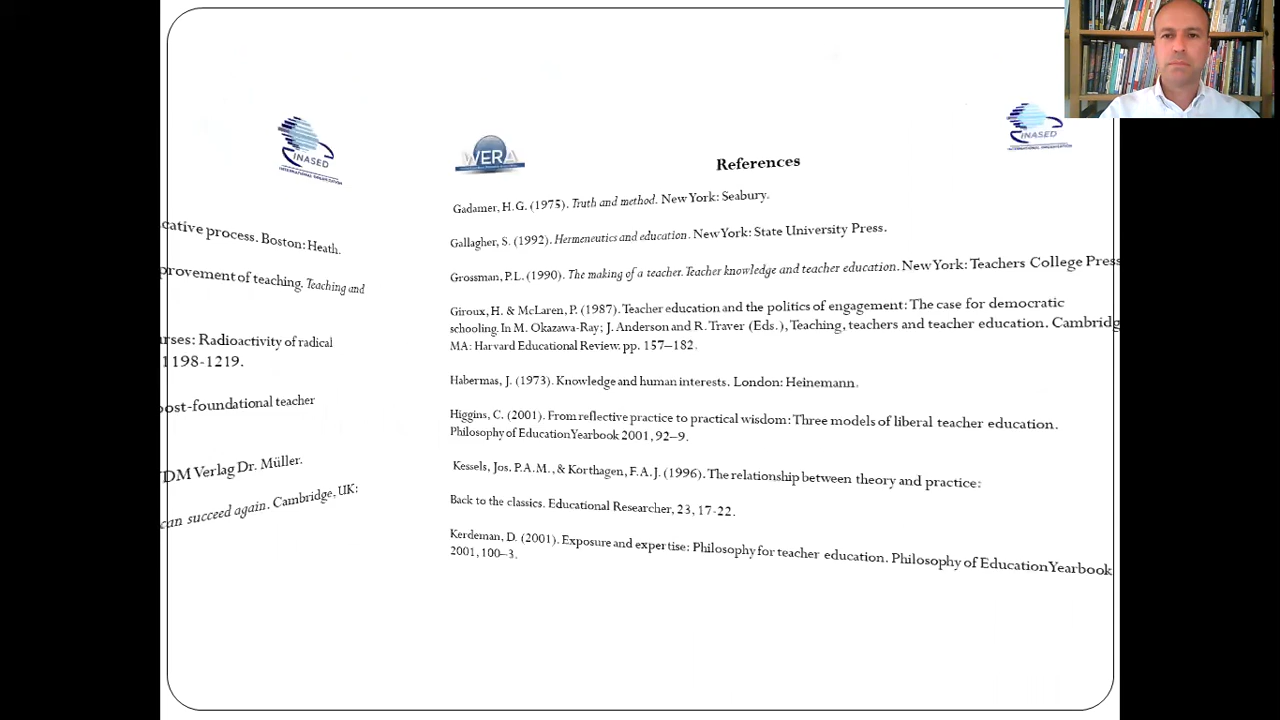 INASED
INTERNATIONAL ORGANIZATION
cative process. Boston: Heath.
provement of teaching. Teaching and
urses: Radioactivity of radical
1198-1219.
post-foundational teacher
VDM Verlag Dr. Müller.
can succeed again. Cambridge, UK:
WERA
INASED
INTERNATIONAL ORGANIZATION
References
Gadamer, H.G. (1975). Truth and method. New York: Seabury.
Gallagher, S. (1992). Hermeneutics and education. New York: State University Press.
Grossman, P.L. (1990). The making of a teacher. Teacher knowledge and teacher education. New York: Teachers College Press
Giroux, H. & McLaren, P. (1987). Teacher education and the politics of engagement: The case for democratic
schooling. In M. Okazawa-Ray; J. Anderson and R. Traver (Eds.), Teaching, teachers and teacher education. Cambridg
MA: Harvard Educational Review. pp. 157–182.
Habermas, J. (1973). Knowledge and human interests. London: Heinemann.
Higgins, C. (2001). From reflective practice to practical wisdom: Three models of liberal teacher education.
Philosophy of Education Yearbook 2001, 92–9.
Kessels, Jos. P.A.M., & Korthagen, F.A.J. (1996). The relationship between theory and practice:
Back to the classics. Educational Researcher, 23, 17-22.
Kerdeman, D. (2001). Exposure and expertise: Philosophy for teacher education. Philosophy of Education Yearbook
2001, 100–3.